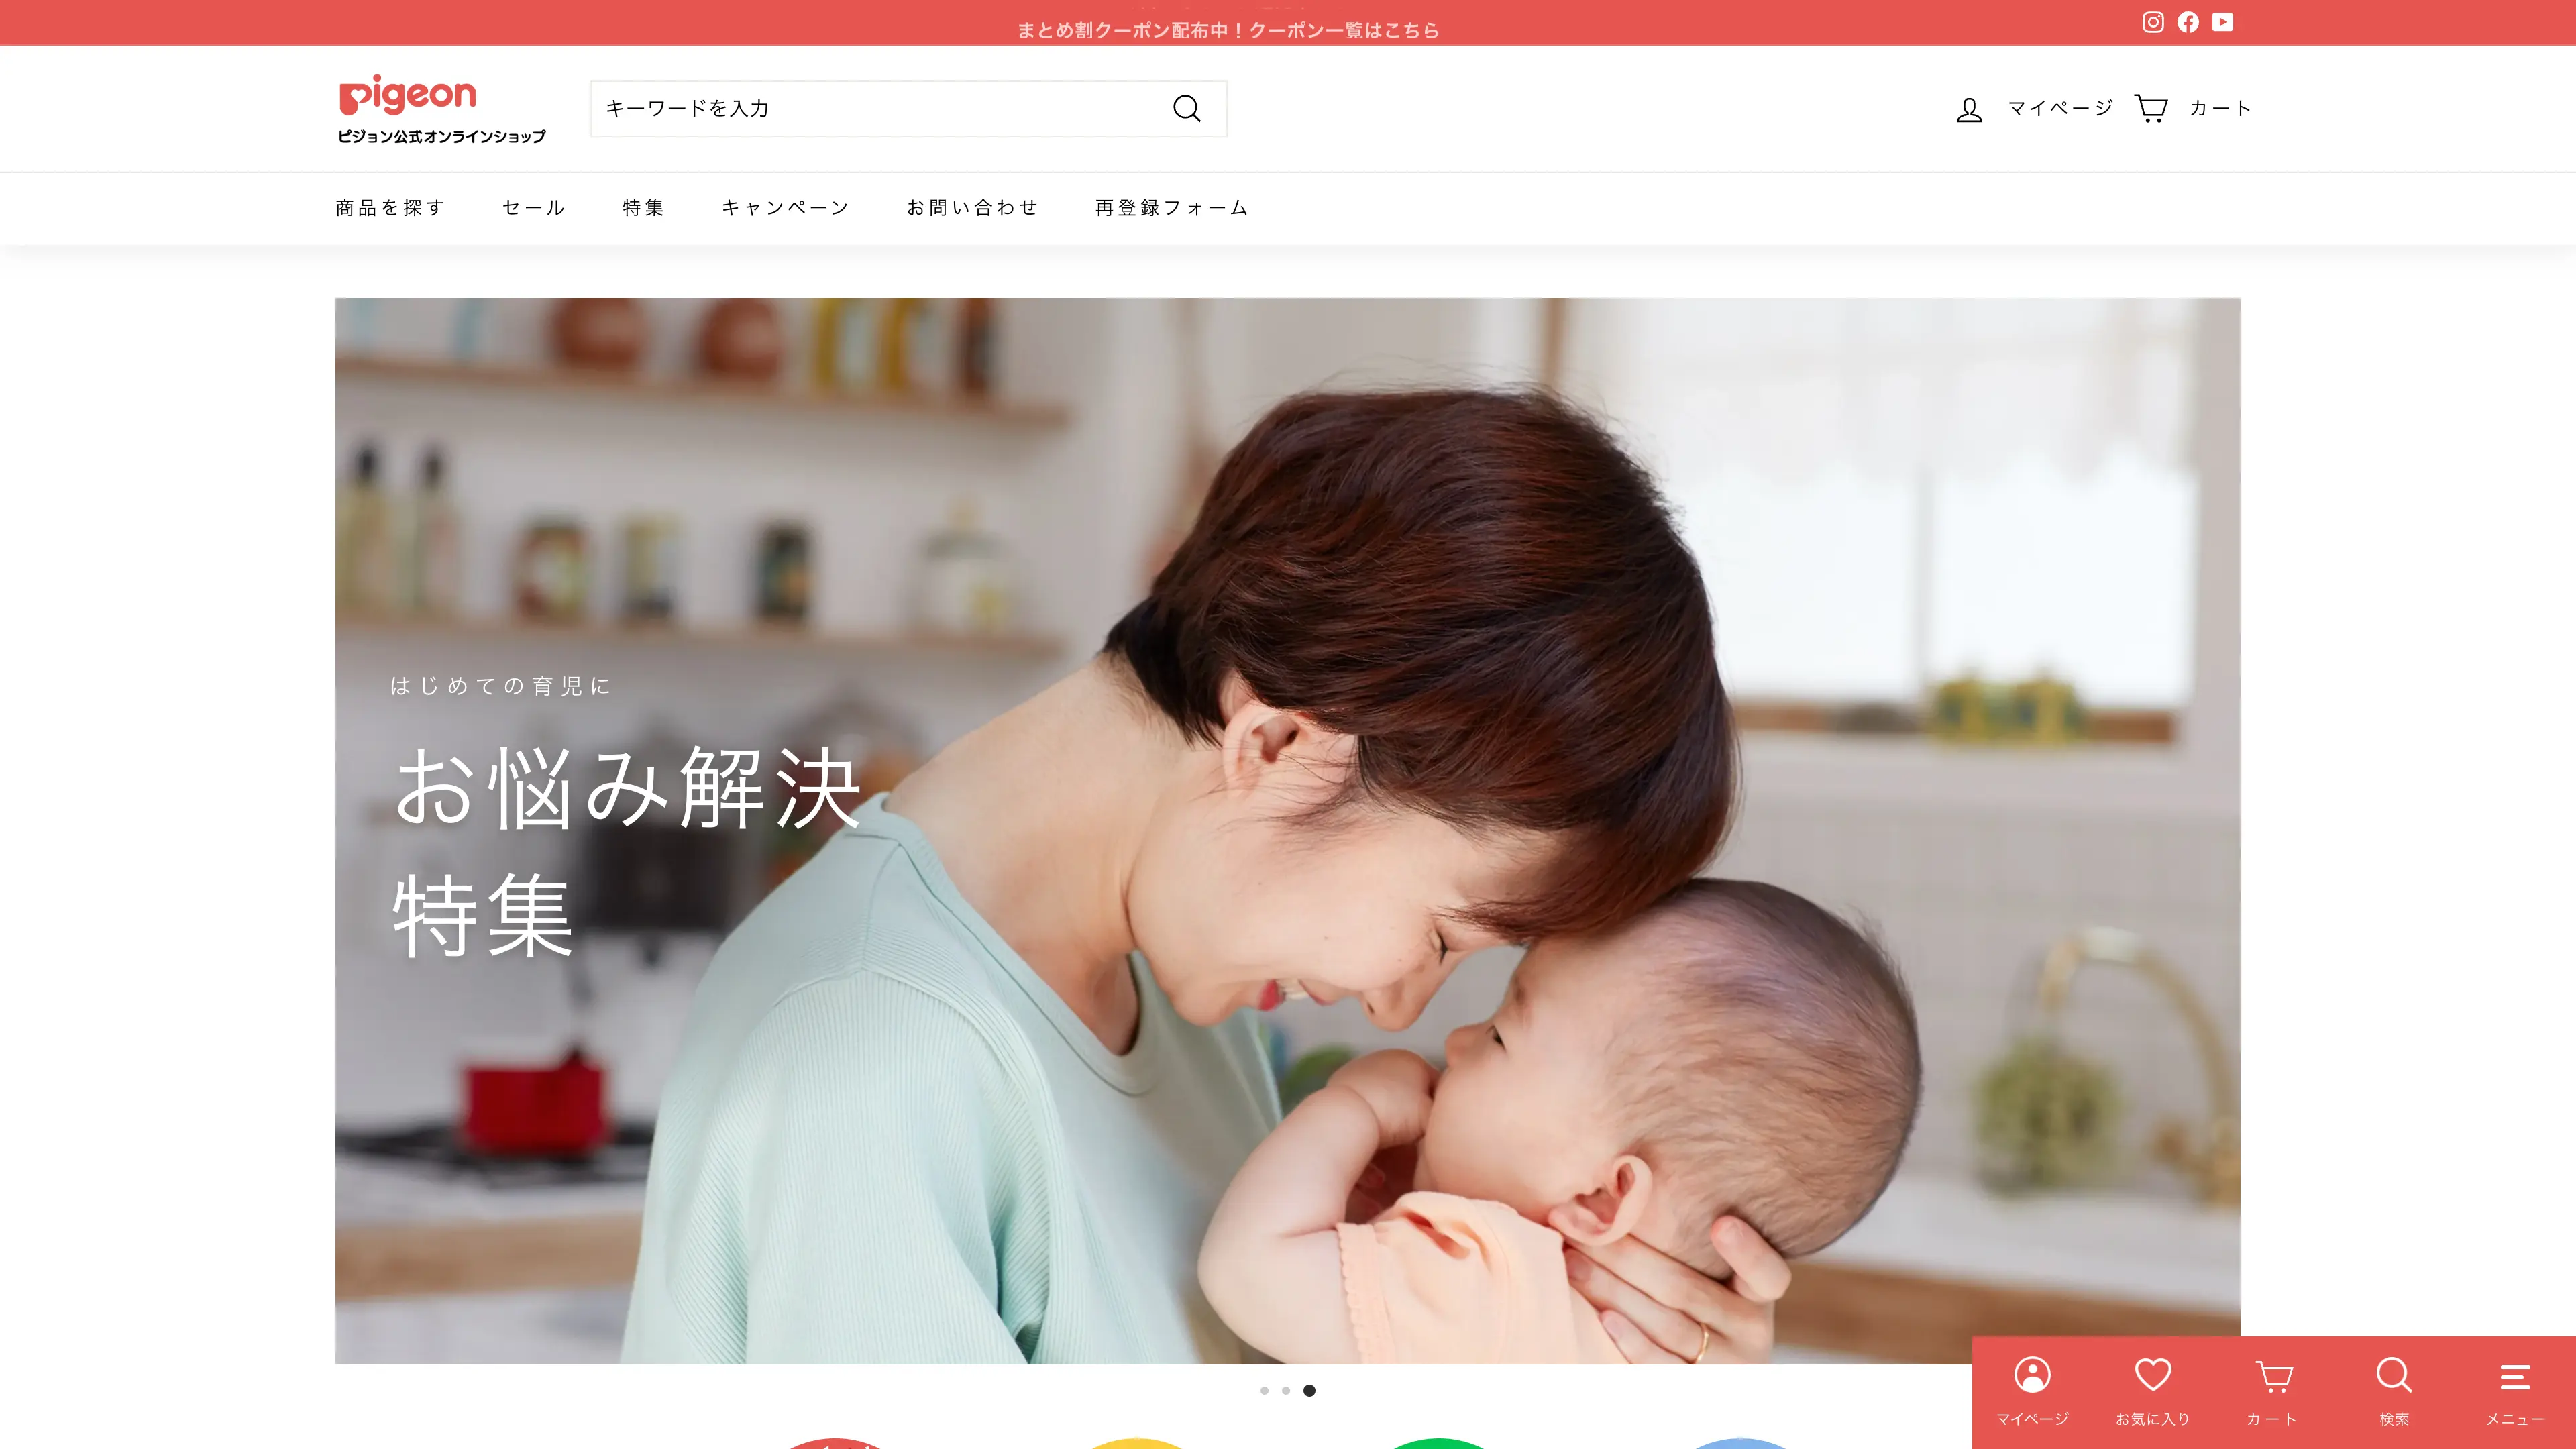 まとめ割クーポン配布中！クーポン一覧はこちら
pigeon
ピジョン公式オンラインショップ
キーワードを入力
マイページ
カート
商品を探す
セール
特集
キャンペーン
お問い合わせ
再登録フォーム
はじめての育児に
お悩み解決
特集
マイページ
お気に入り
カート
検索
メニュー